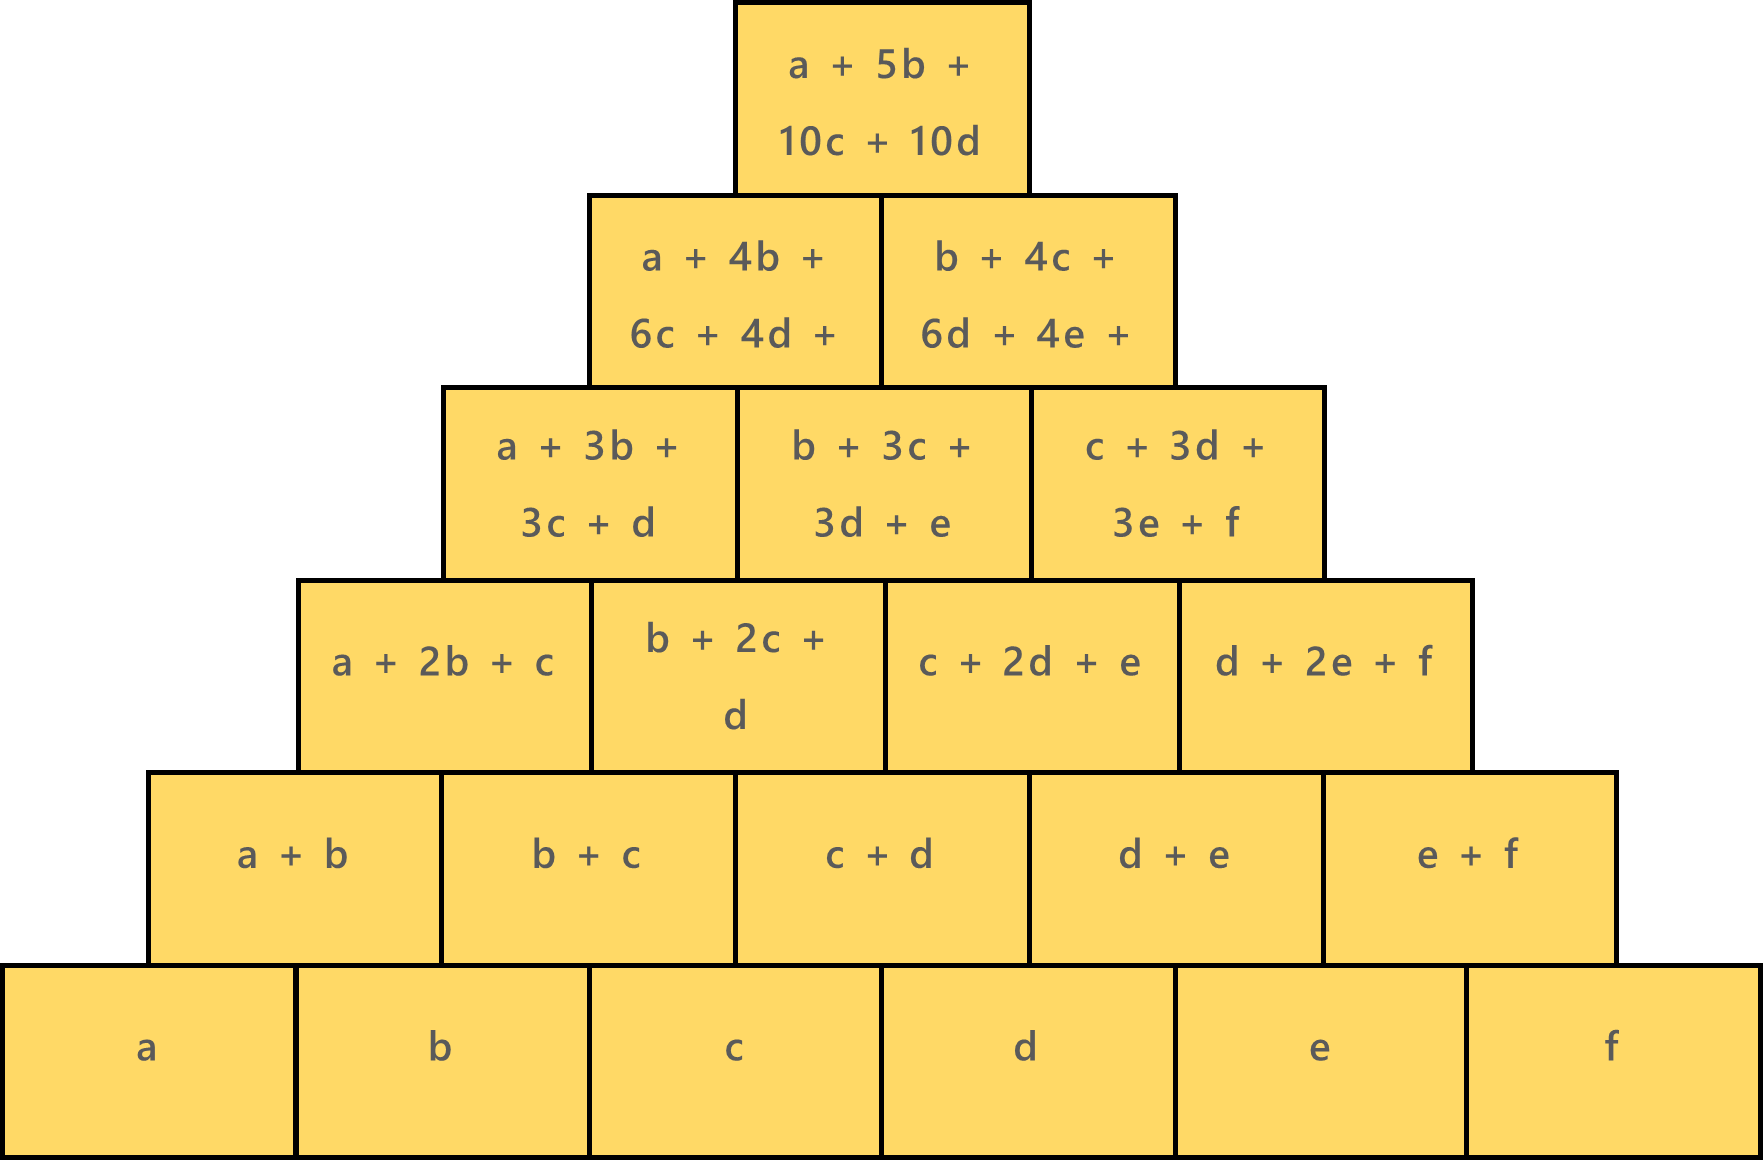 a + 5b +
10c + 10d
a + 4b +
6c + 4d +
b + 4c +
6d + 4e +
a + 3b +
3c + d
b + 3c +
3d + e
c + 3d +
3e + f
a + 2b + c
b + 2c +
d
c + 2d + e
d + 2e + f
a + b
b + c
c + d
d + e
e + f
a
b
c
d
e
f